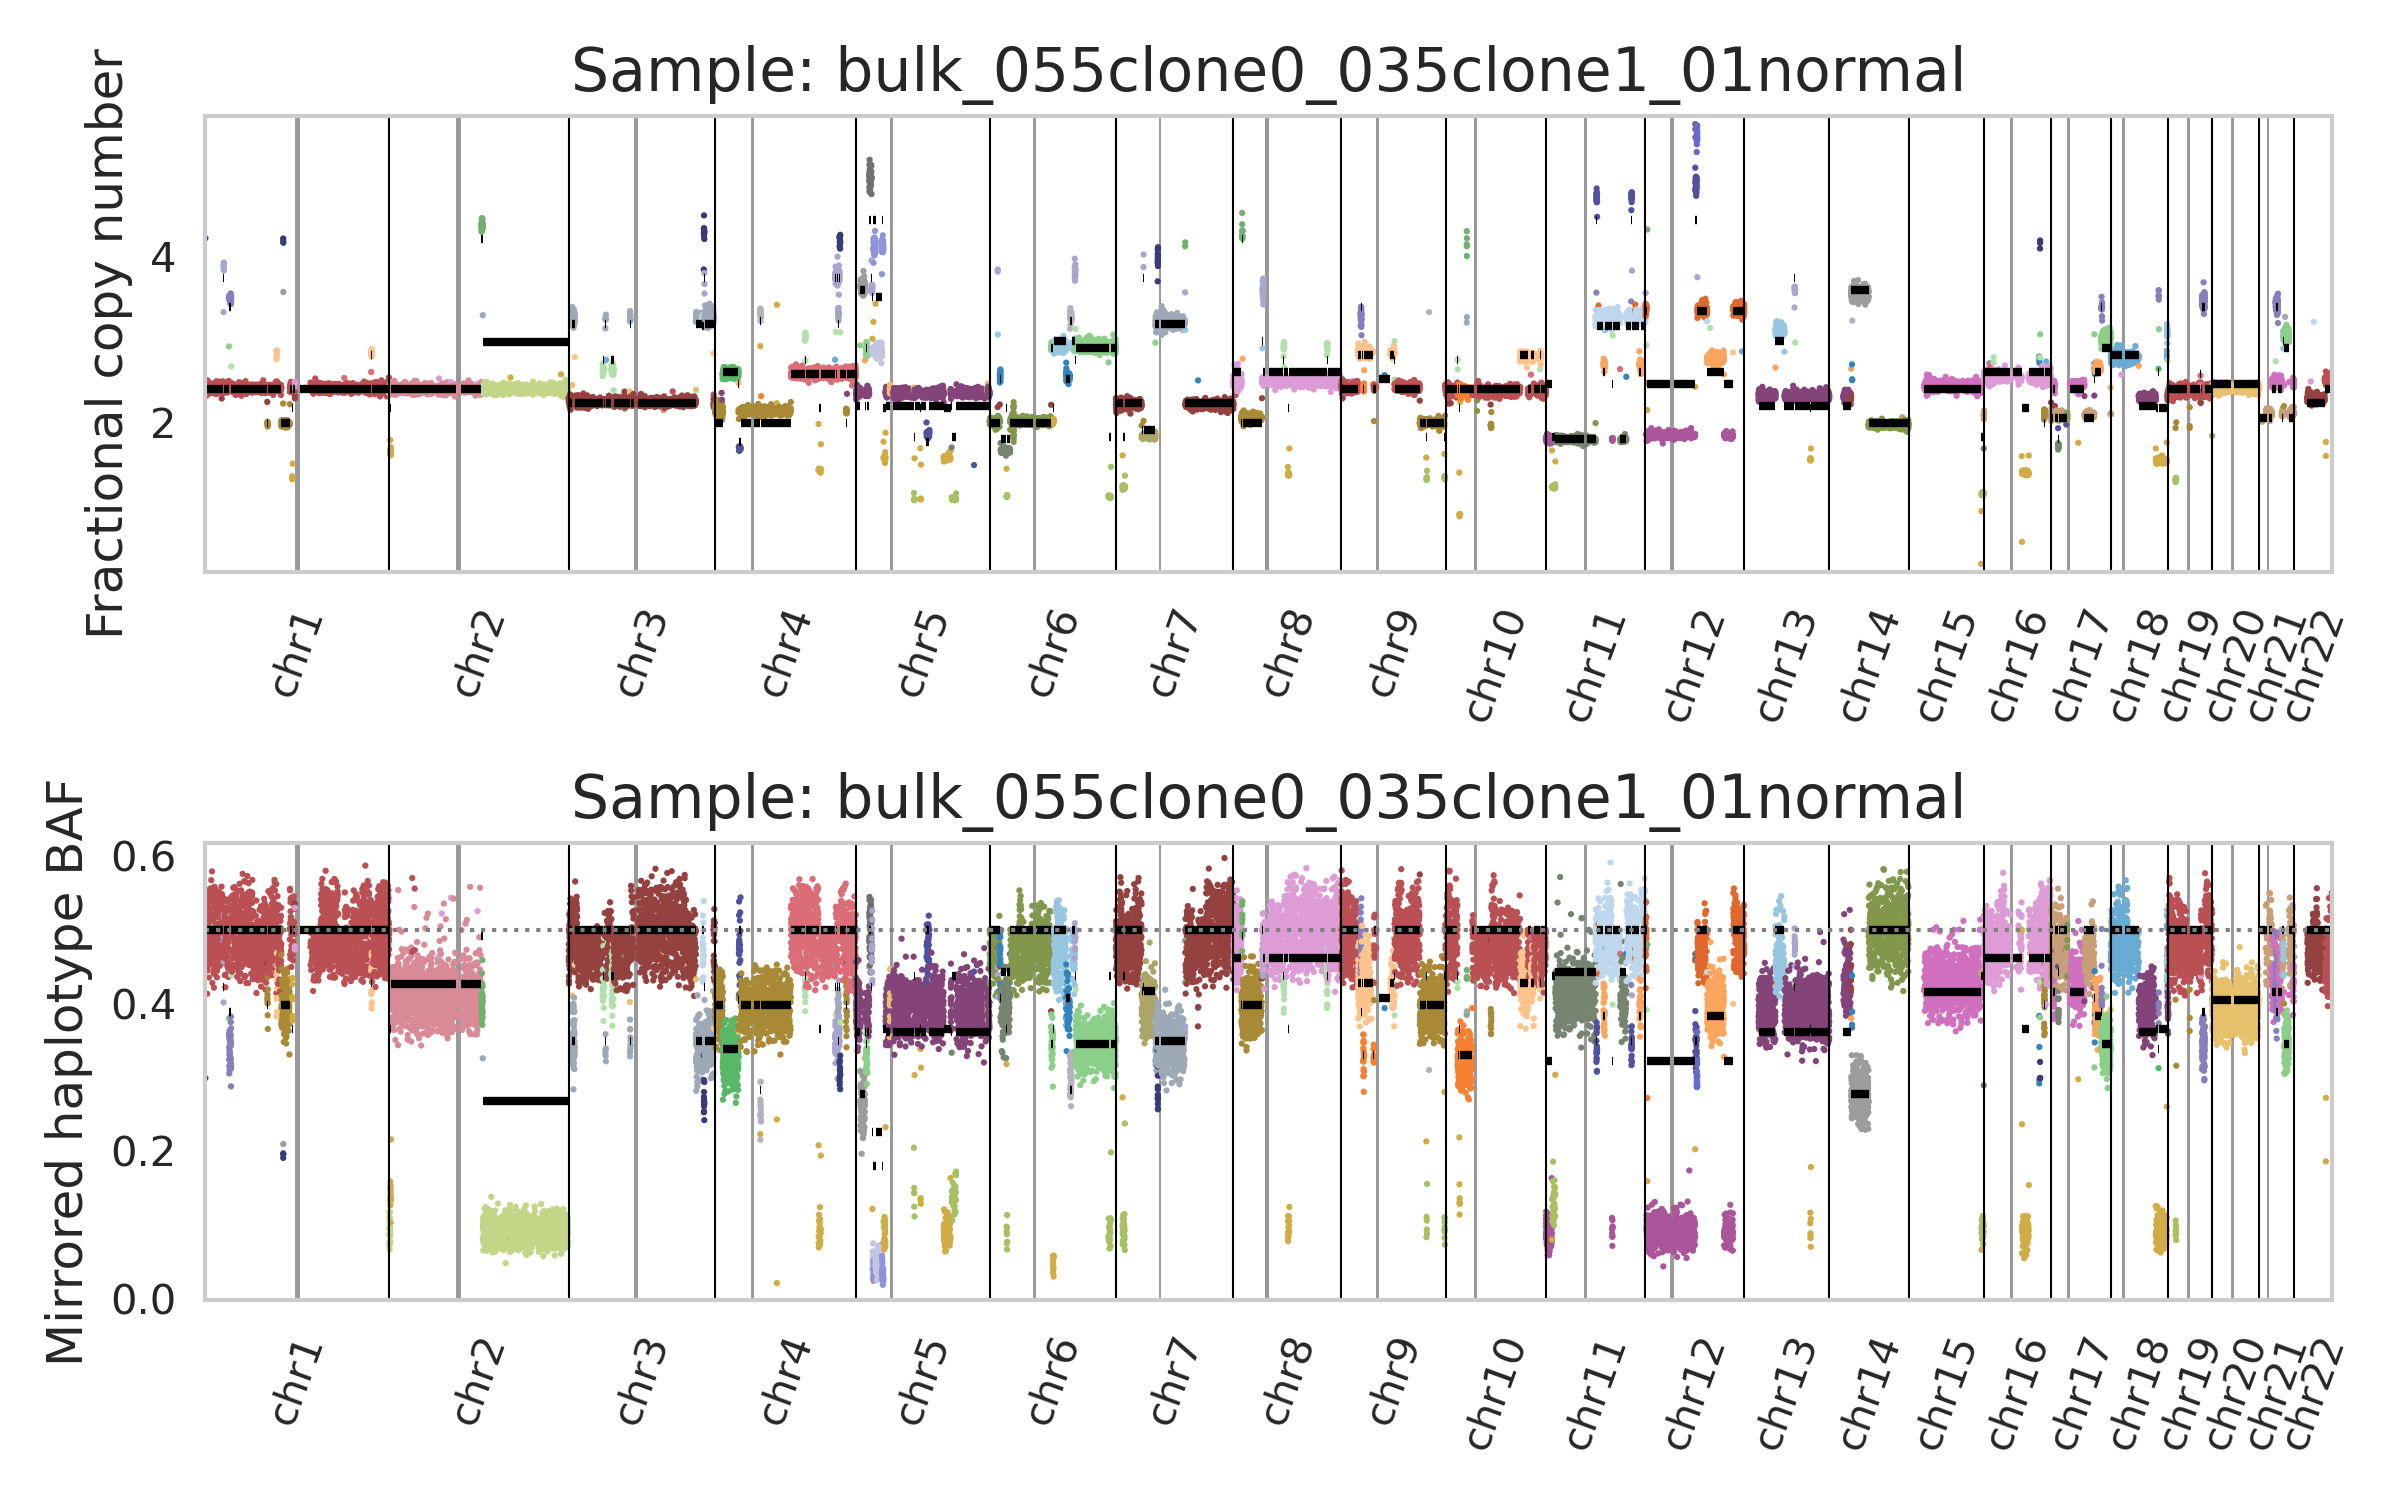 Sample: bulk_055clone0_035clone1_01normal
Fractional copy number
4
2
chr1
chr2
chr3
chr4
chr5
chr6
chr7
chr8
chr9
chr10
chr11
chr12
chr13
chr14
chr15
chr16
chr17
chr18
chr19
chr20
chr21
chr22
Sample: bulk_055clone0_035clone1_01normal
Mirrored haplotype BAF
0.6
0.4
0.2
0.0
chr1
chr2
chr3
chr4
chr5
chr6
chr7
chr8
chr9
chr10
chr11
chr12
chr13
chr14
chr15
chr16
chr17
chr18
chr19
chr20
chr21
chr22